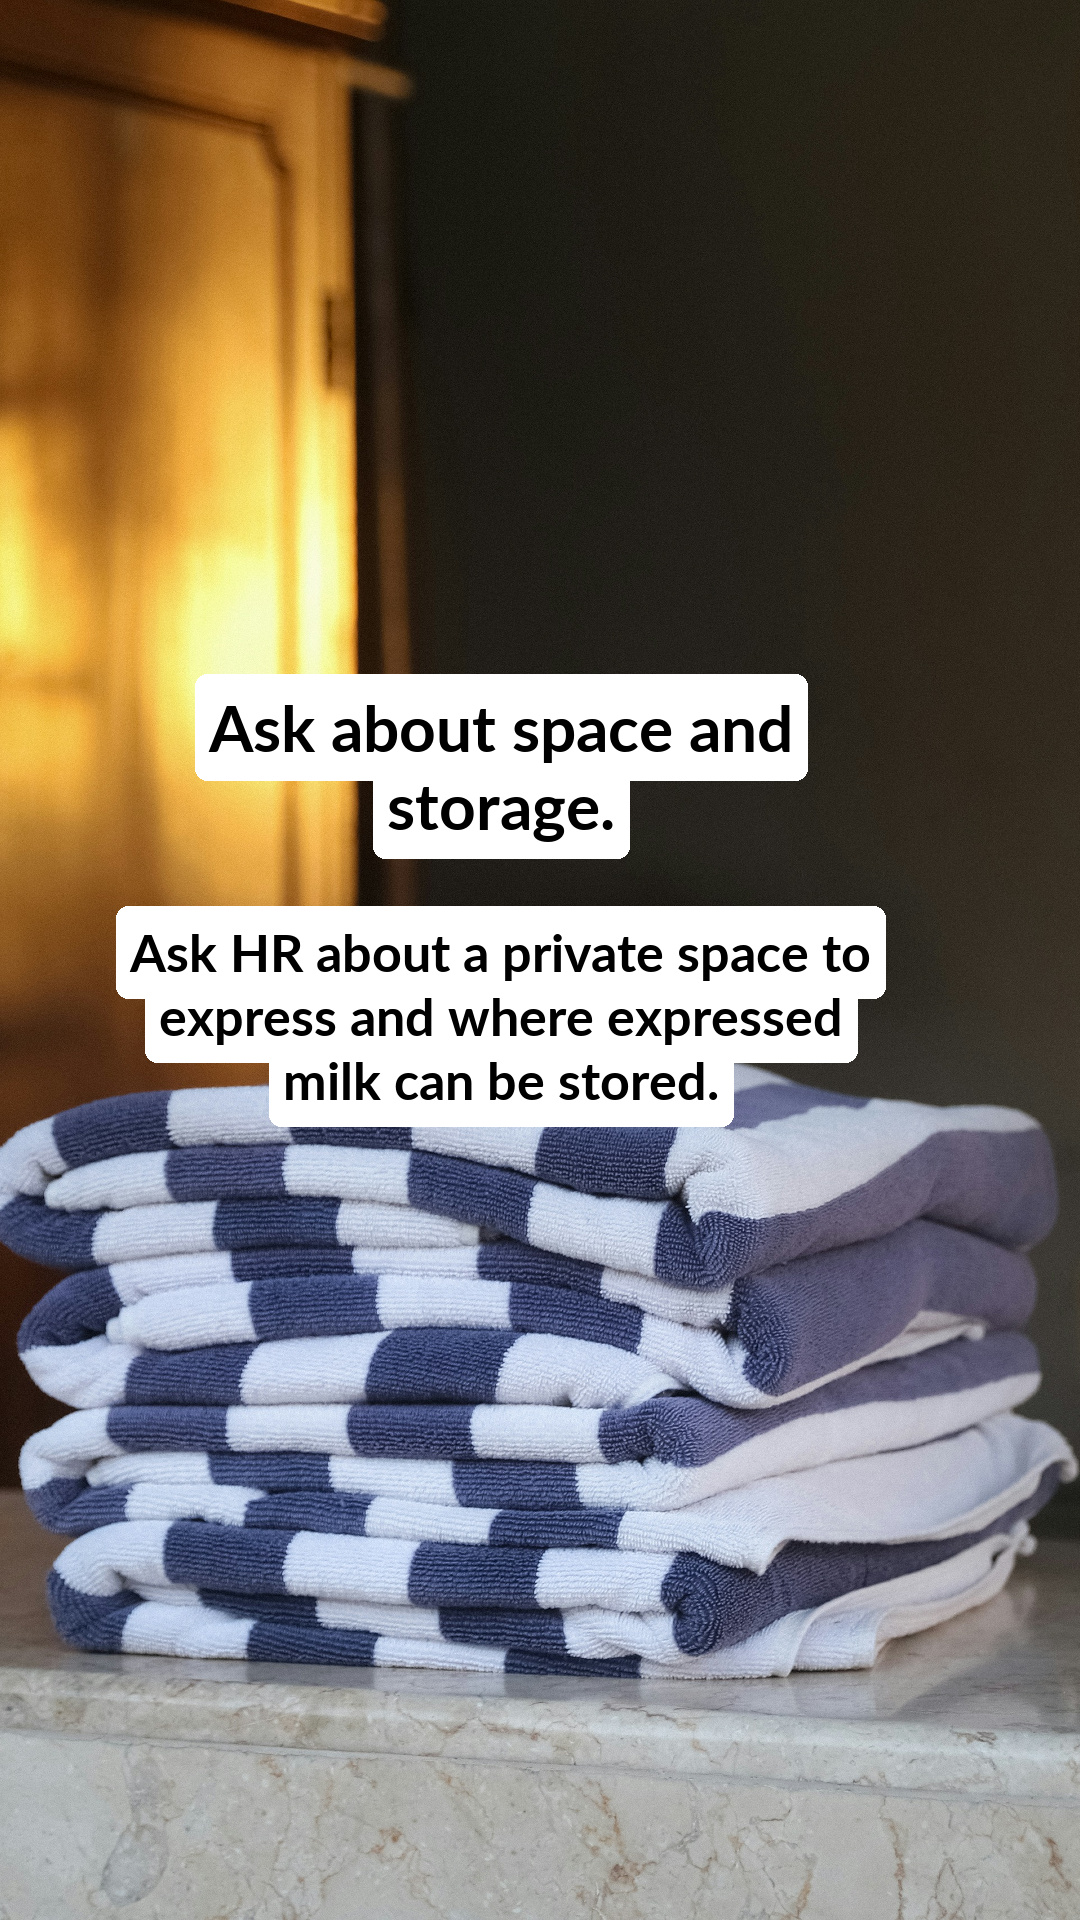 Ask about space and
storage.
Ask HR about a private space to
express and where expressed
milk can be stored.